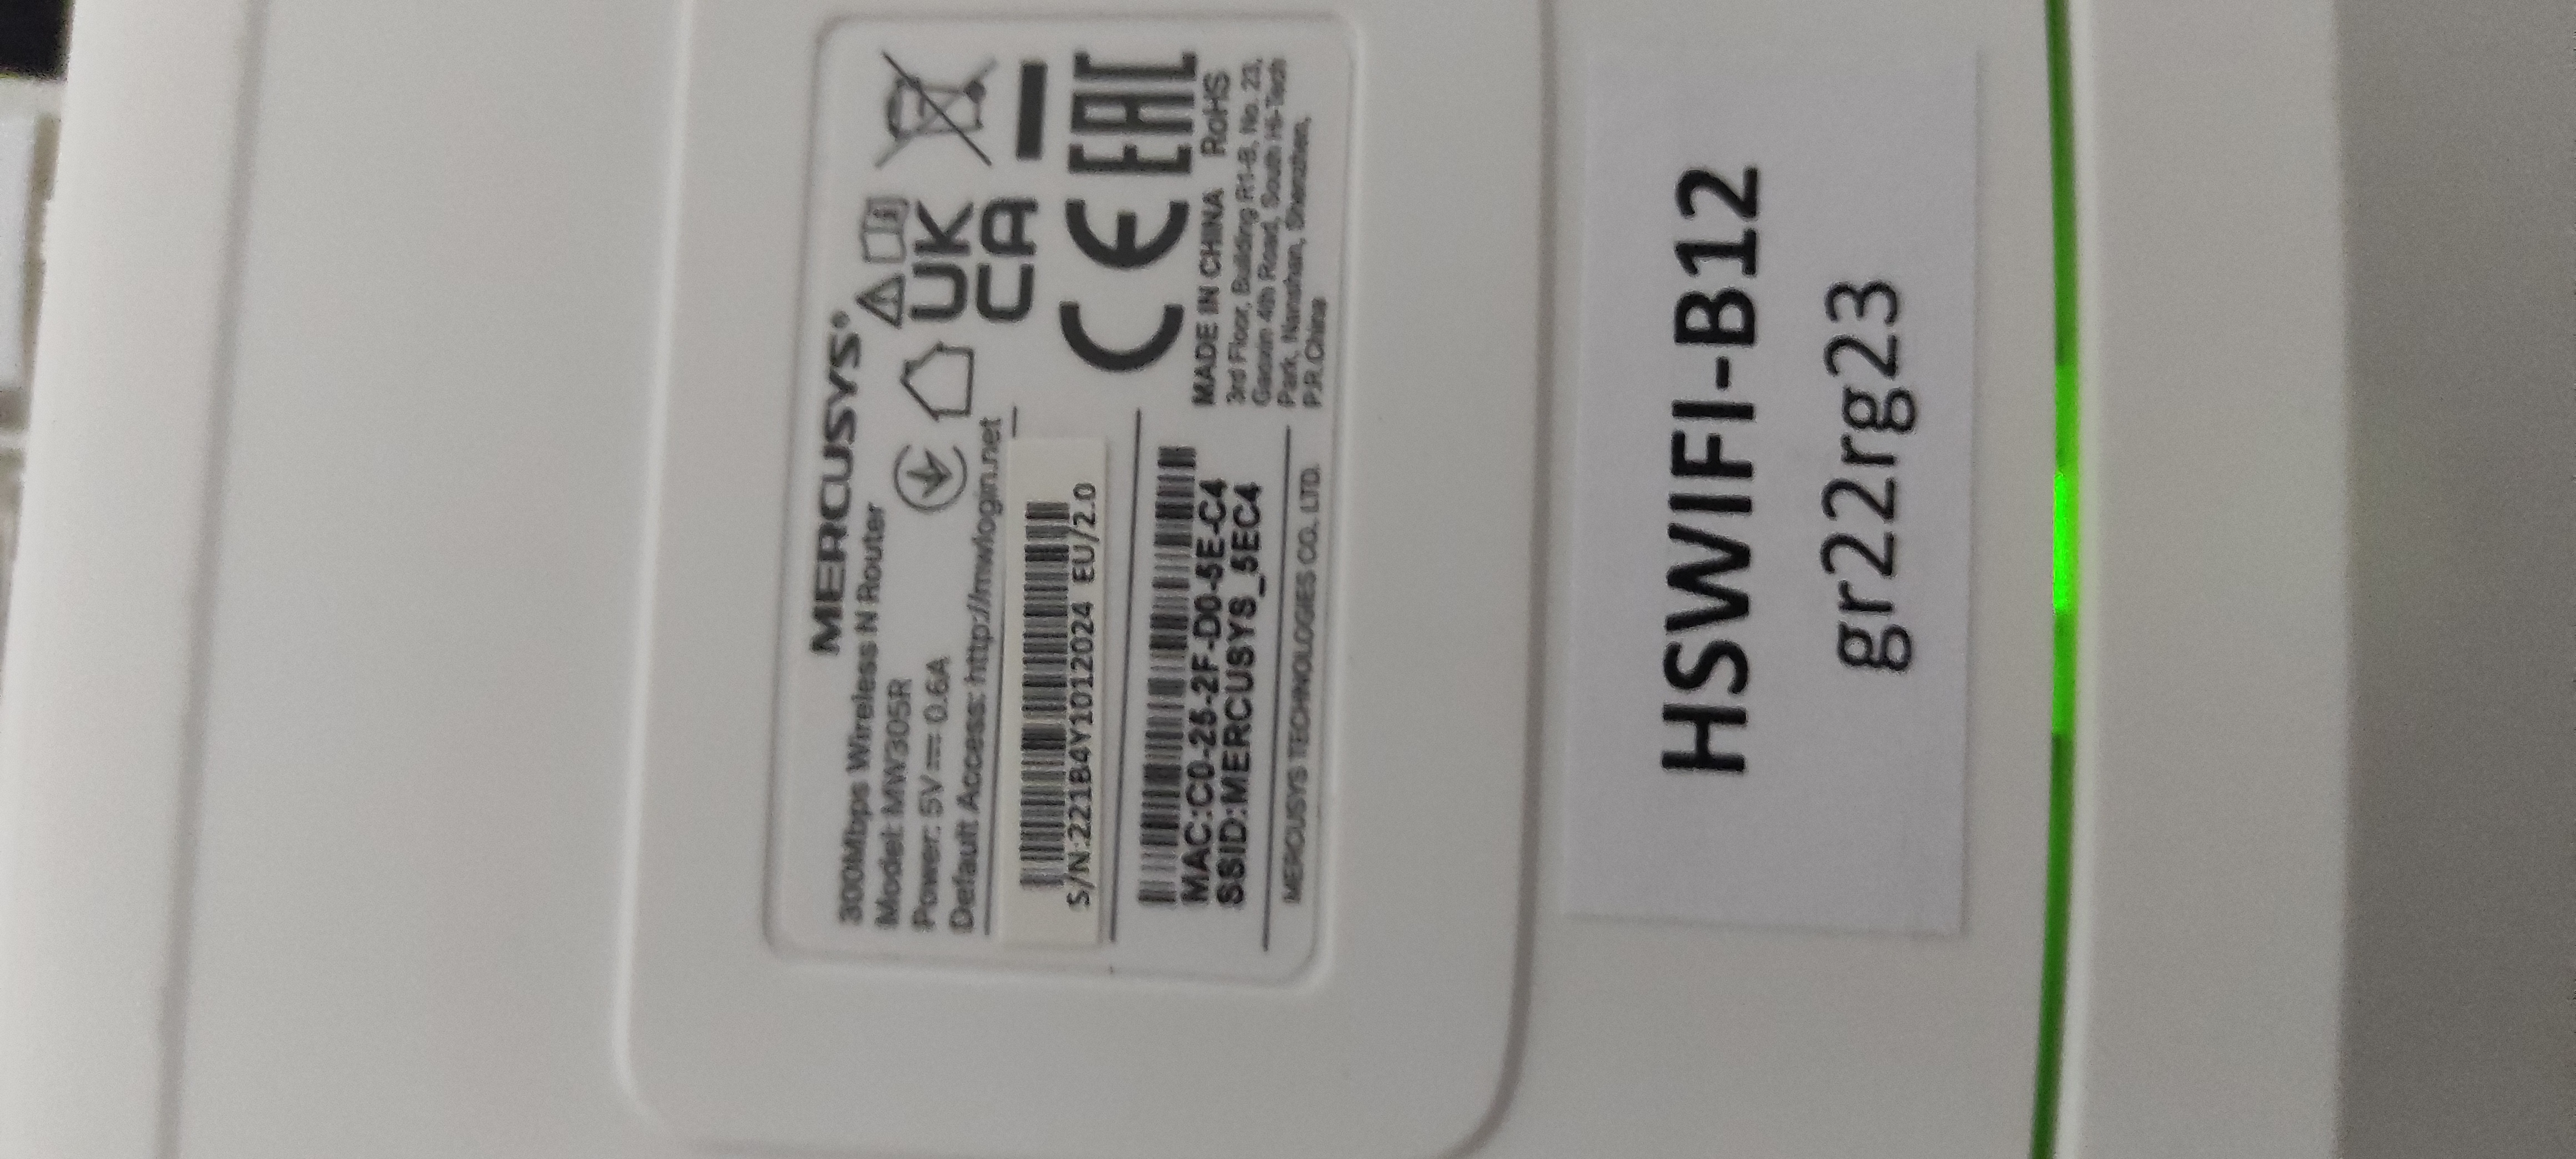 MERCUSYS®
300Mbps Wireless N Router
Model: MW305R
Power: 5V⎓0.6A
Default Access: http://mwlogin.net
UK
CA
CE EAC
S/N:2221B4Y1012024 EU/2.0
MAC:C0-25-2F-D0-5E-C4
SSID:MERCUSYS_5EC4
MERCUSYS TECHNOLOGIES CO., LTD.
MADE IN CHINA RoHS
3rd Floor, Building R1-B, No. 23,
Gaoxin 4th Road, South Hi-Tech
Park, Nanshan, Shenzhen,
P.R.China
HSWIFI-B12
gr22rg23